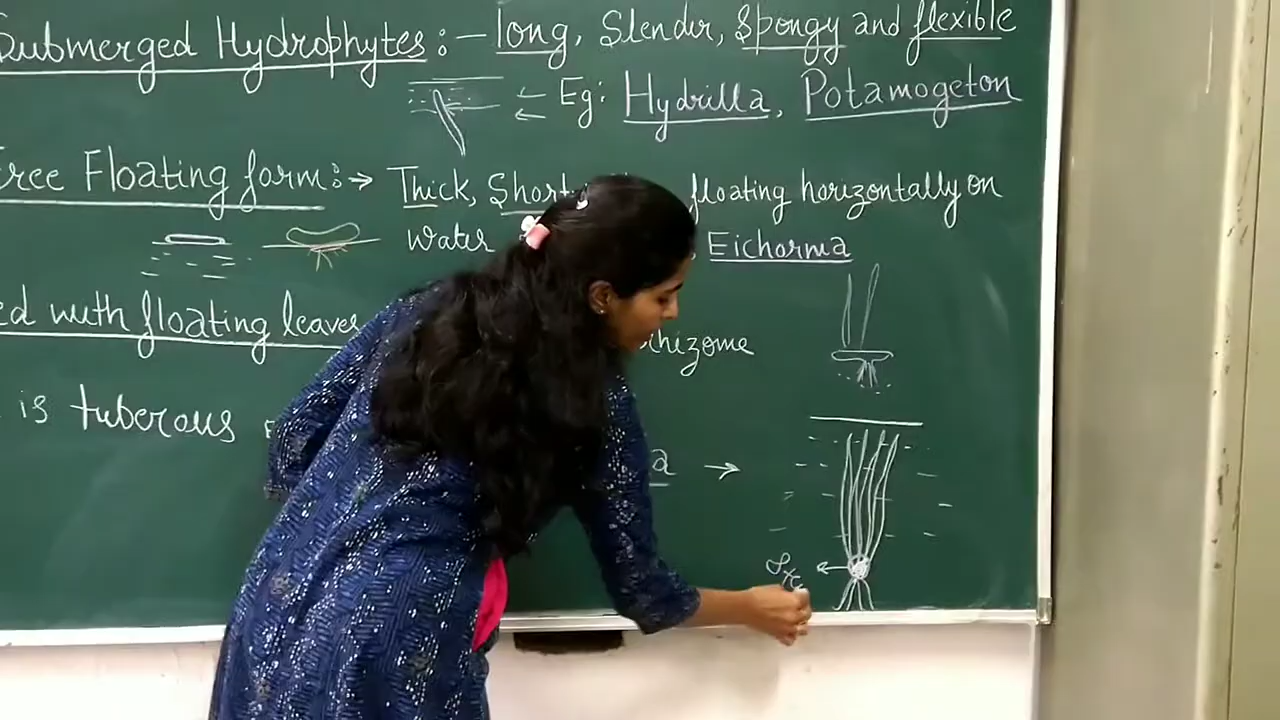 Submerged Hydrophytes :- long, Slender, Spongy and flexible
Eg: Hydrilla, Potamogeton
Free Floating form :→ Thick, Short floating horizontally on
Water Eichornia
ed with floating leaves rhizome
is tuberous
a →